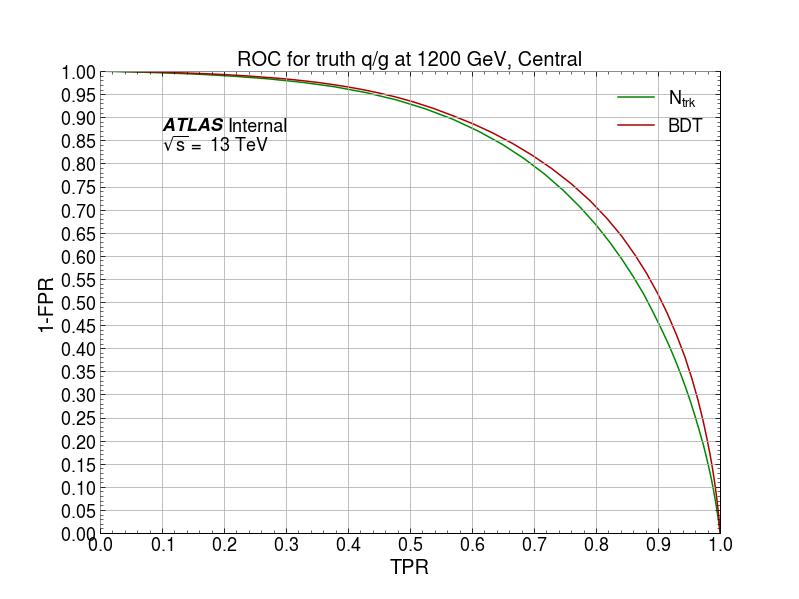 ROC for truth q/g at 1200 GeV, Central
1.00
0.95
0.90
0.85
0.80
0.75
0.70
0.65
0.60
0.55
0.50
0.45
0.40
0.35
0.30
0.25
0.20
0.15
0.10
0.05
0.00
1-FPR
ATLAS Internal
√s = 13 TeV
N_trk
BDT
0.0 0.1 0.2 0.3 0.4 0.5 0.6 0.7 0.8 0.9 1.0
TPR